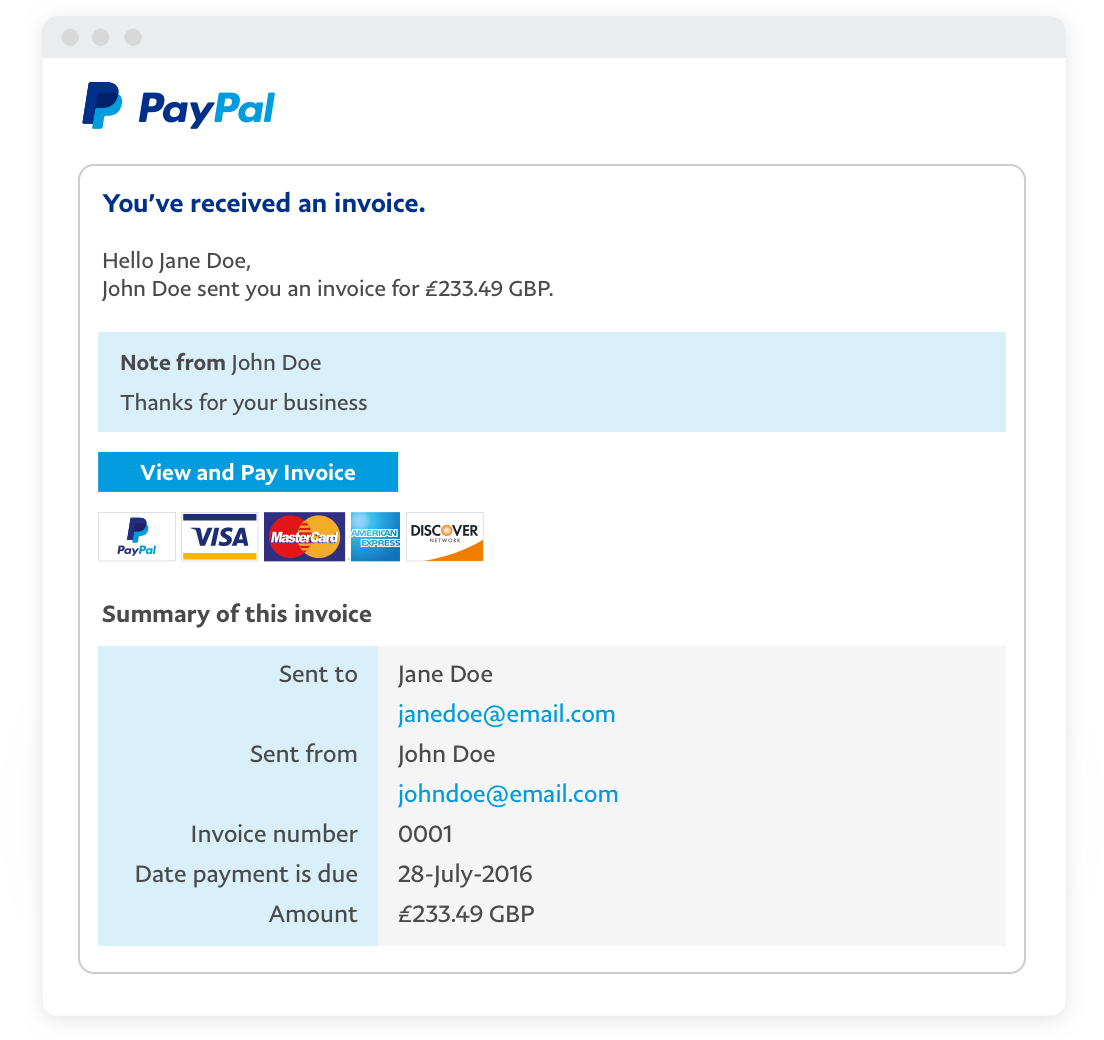 PayPal
You've received an invoice.
Hello Jane Doe,
John Doe sent you an invoice for £233.49 GBP.
Note from John Doe
Thanks for your business
View and Pay Invoice
PayPal VISA MasterCard AMERICAN EXPRESS DISCOVER NETWORK
Summary of this invoice
Sent to Jane Doe
janedoe@email.com
Sent from John Doe
johndoe@email.com
Invoice number 0001
Date payment is due 28-July-2016
Amount £233.49 GBP